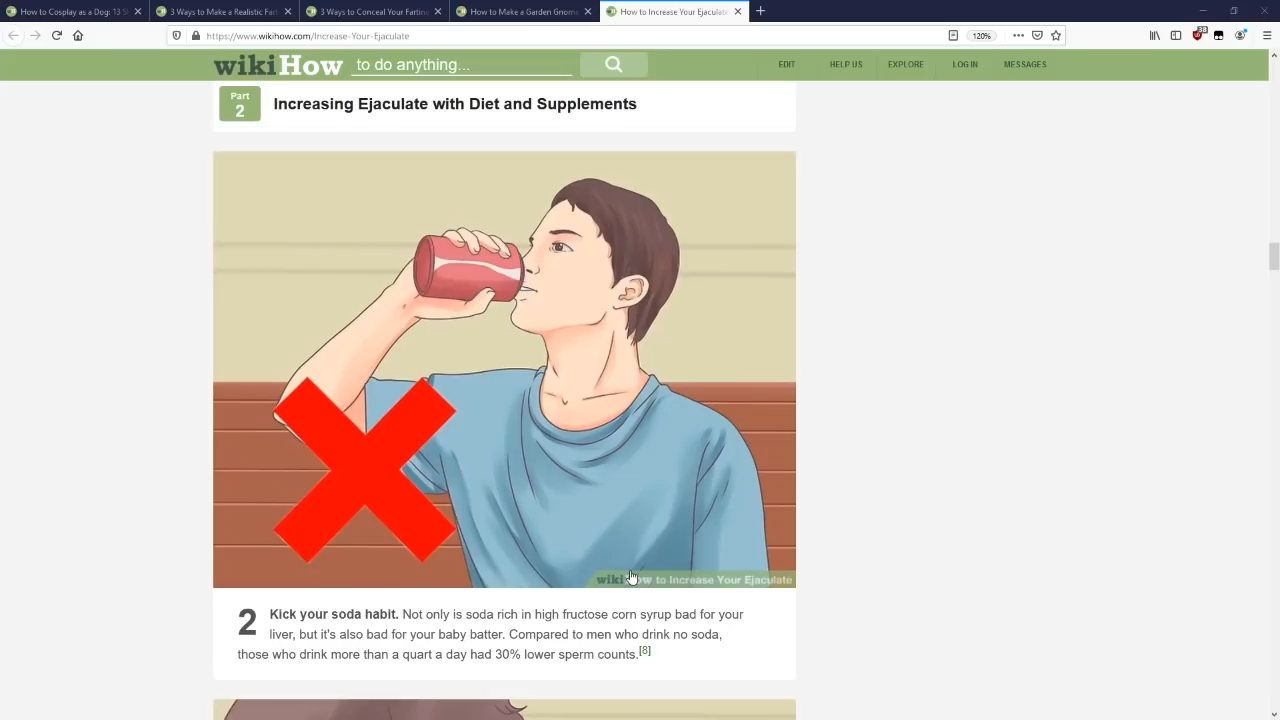 How to Cosplay as a Dog: 13 S
3 Ways to Make a Realistic Far
3 Ways to Conceal Your Farting
How to Make a Garden Gnome
How to Increase Your Ejaculate
https://www.wikihow.com/Increase-Your-Ejaculate
120%
wikiHow to do anything...
EDIT
HELP US
EXPLORE
LOG IN
MESSAGES
Part
2
Increasing Ejaculate with Diet and Supplements
wikiHow to Increase Your Ejaculate
2 Kick your soda habit. Not only is soda rich in high fructose corn syrup bad for your
liver, but it's also bad for your baby batter. Compared to men who drink no soda,
those who drink more than a quart a day had 30% lower sperm counts.[8]